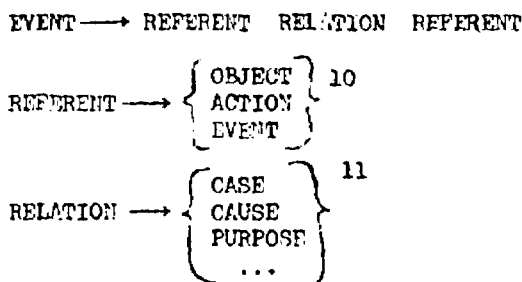 EVENT → REFERENT RELATION REFERENT
REFERENT → { OBJECT } 10
ACTION
EVENT
RELATION → { CASE } 11
CAUSE
PURPOSE
...